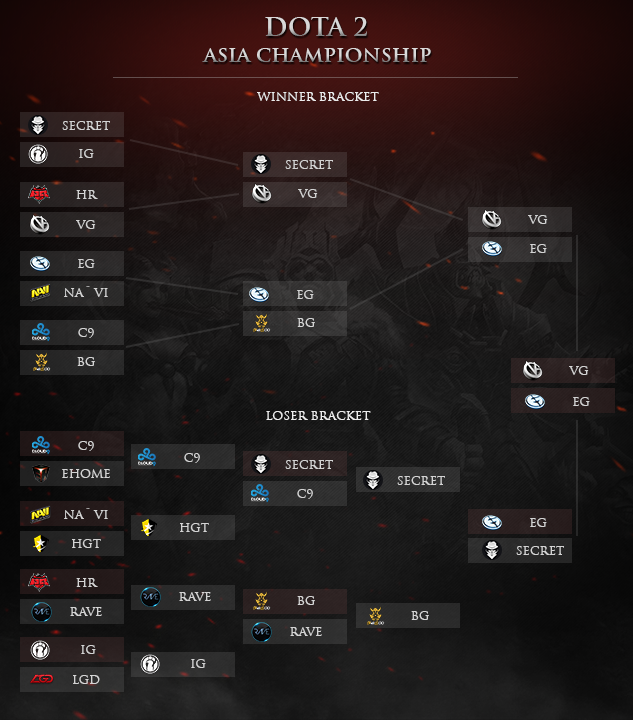 DOTA 2
ASIA CHAMPIONSHIP
WINNER BRACKET
SECRET
IG
HR
VG
EG
NA`VI
C9
BG
SECRET
VG
EG
BG
VG
EG
VG
EG
LOSER BRACKET
C9
EHOME
NA`VI
HGT
HR
RAVE
IG
LGD
C9
HGT
RAVE
IG
SECRET
C9
BG
RAVE
SECRET
BG
EG
SECRET